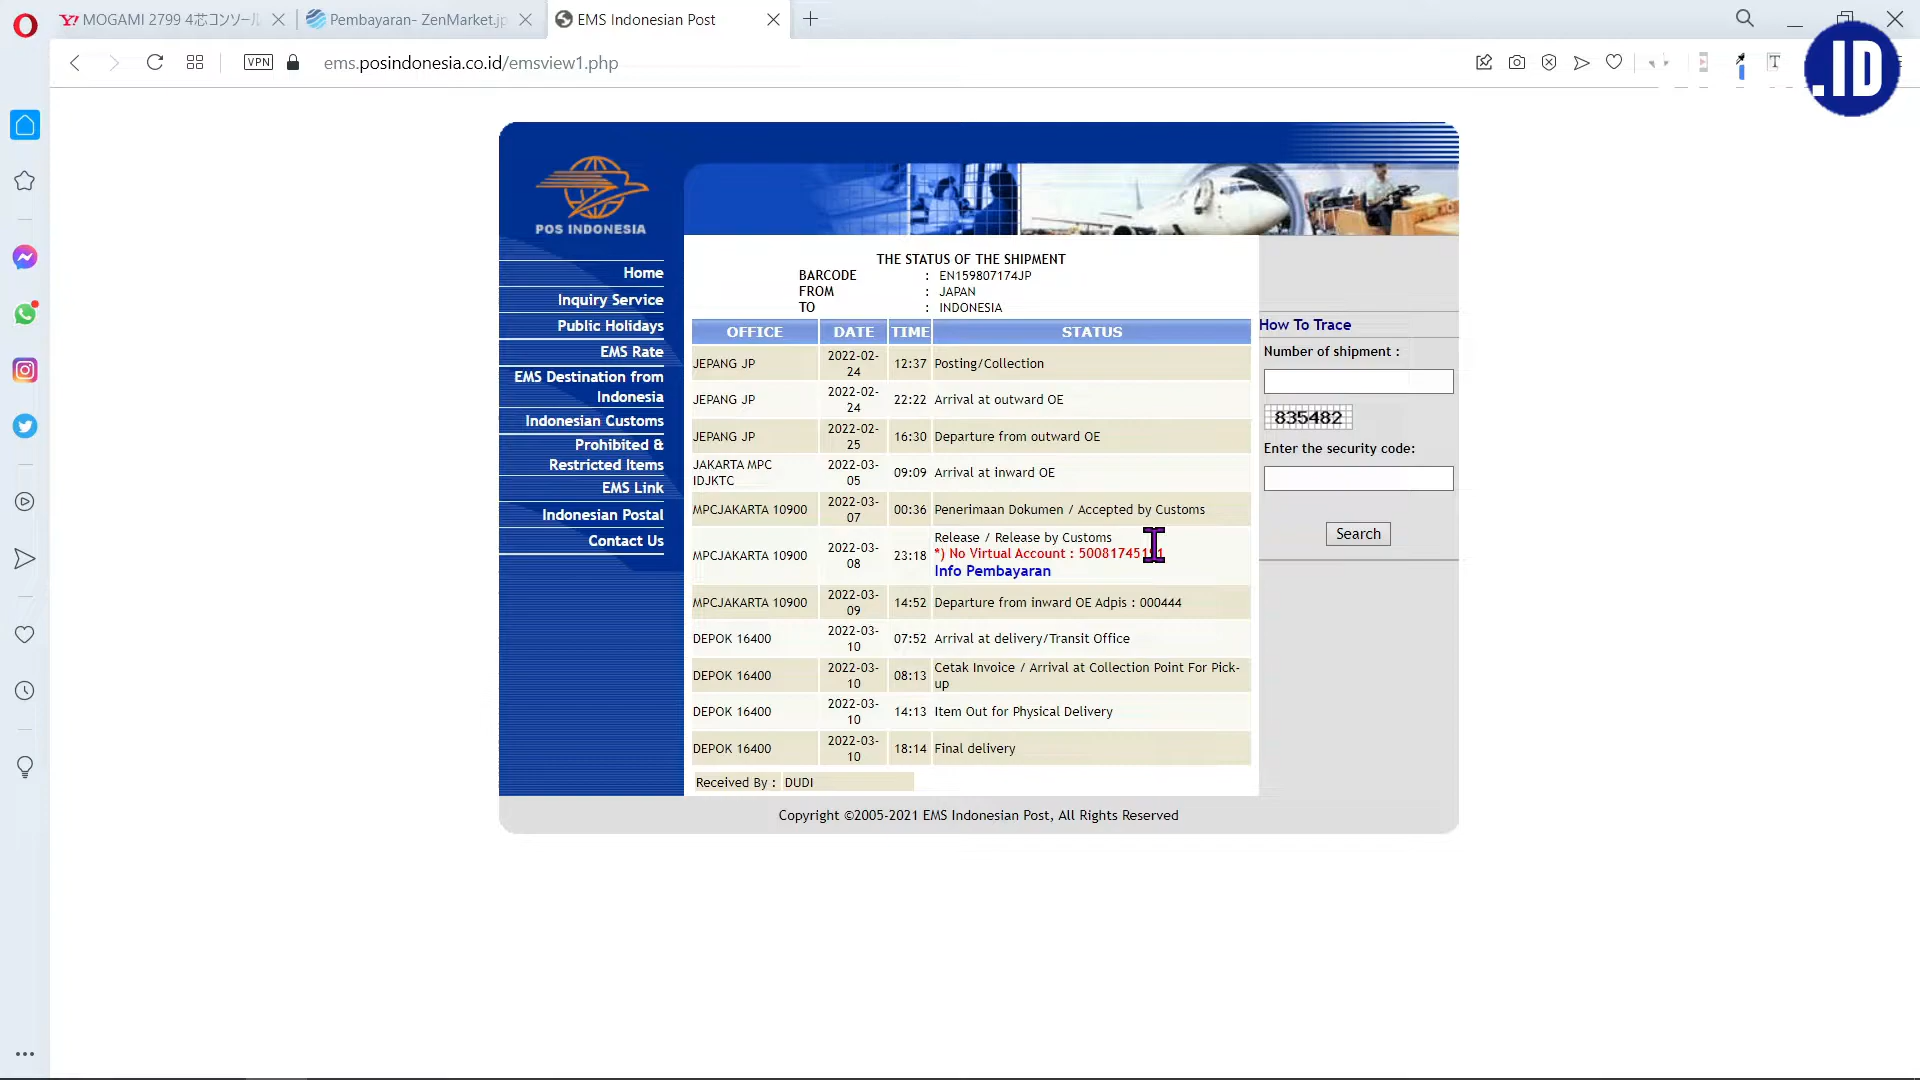 MOGAMI 2799 4芯コンソール
Pembayaran- ZenMarket.jp
EMS Indonesian Post
VPN
ems.posindonesia.co.id/emsview1.php
T
.ID
POS INDONESIA
Home
Inquiry Service
Public Holidays
EMS Rate
EMS Destination from
Indonesia
Indonesian Customs
Prohibited &
Restricted Items
EMS Link
Indonesian Postal
Contact Us
THE STATUS OF THE SHIPMENT
BARCODE : EN159807174JP
FROM : JAPAN
TO : INDONESIA
OFFICE DATE TIME STATUS
JEPANG JP 2022-02-
24 12:37 Posting/Collection
JEPANG JP 2022-02-
24 22:22 Arrival at outward OE
JEPANG JP 2022-02-
25 16:30 Departure from outward OE
JAKARTA MPC
IDJKTC 2022-03-
05 09:09 Arrival at inward OE
MPCJAKARTA 10900 2022-03-
07 00:36 Penerimaan Dokumen / Accepted by Customs
MPCJAKARTA 10900 2022-03-
08 23:18 Release / Release by Customs
*) No Virtual Account :
Info Pembayaran
MPCJAKARTA 10900 2022-03-
09 14:52 Departure from inward OE Adpis : 000444
DEPOK 16400 2022-03-
10 07:52 Arrival at delivery/Transit Office
DEPOK 16400 2022-03-
10 08:13 Cetak Invoice / Arrival at Collection Point For Pick-
up
DEPOK 16400 2022-03-
10 14:13 Item Out for Physical Delivery
DEPOK 16400 2022-03-
10 18:14 Final delivery
Received By : DUDI
How To Trace
Number of shipment :
835482
Enter the security code:
Search
Copyright ©2005-2021 EMS Indonesian Post, All Rights Reserved